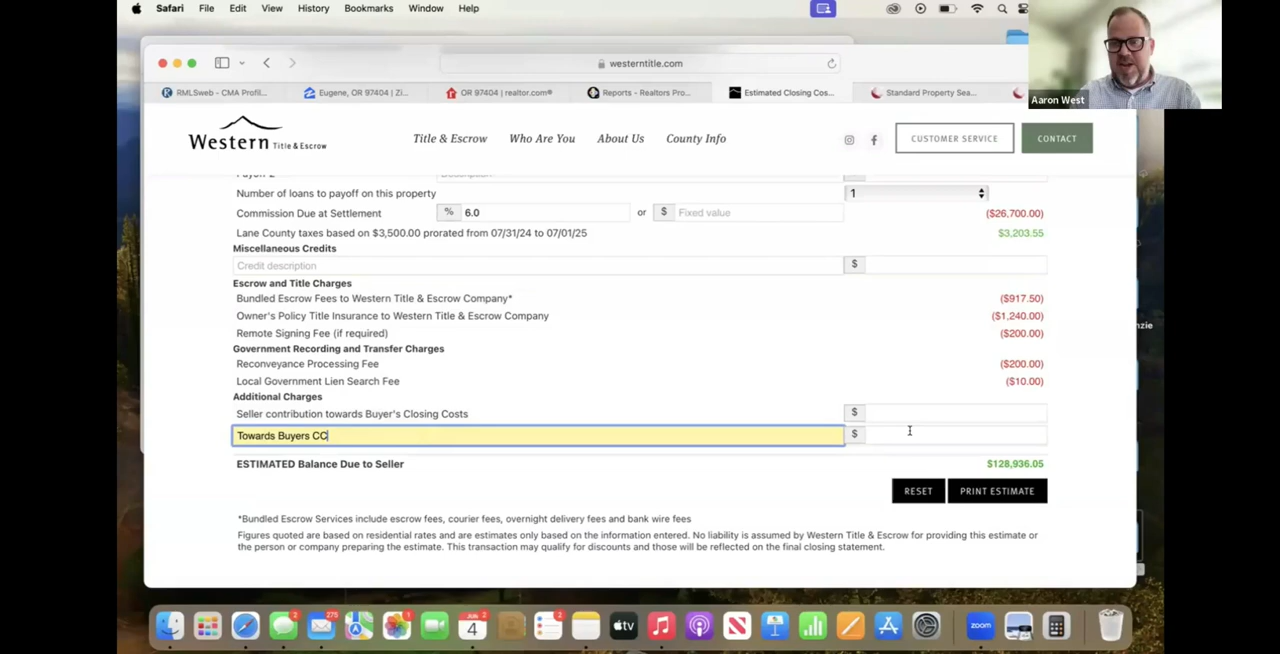 Safari File Edit View History Bookmarks Window Help
Aaron West
westerntitle.com
RMLSweb - CMA Profil...
Eugene, OR 97404 | Zi...
OR 97404 | realtor.com®
Reports - Realtors Pro...
Estimated Closing Cos...
Standard Property Sea...
Western Title & Escrow
Title & Escrow Who Are You About Us County Info
CUSTOMER SERVICE
CONTACT
Number of loans to payoff on this property 1
Commission Due at Settlement % 6.0 or $ Fixed value ($26,700.00)
Lane County taxes based on $3,500.00 prorated from 07/31/24 to 07/01/25 $3,203.55
Miscellaneous Credits
Credit description $
Escrow and Title Charges
Bundled Escrow Fees to Western Title & Escrow Company* ($917.50)
Owner's Policy Title Insurance to Western Title & Escrow Company ($1,240.00)
Remote Signing Fee (if required) ($200.00)
Government Recording and Transfer Charges
Reconveyance Processing Fee ($200.00)
Local Government Lien Search Fee ($10.00)
Additional Charges
Seller contribution towards Buyer's Closing Costs $
Towards Buyers CC $
ESTIMATED Balance Due to Seller $128,936.05
RESET PRINT ESTIMATE
*Bundled Escrow Services include escrow fees, courier fees, overnight delivery fees and bank wire fees
Figures quoted are based on residential rates and are estimates only based on the information entered. No liability is assumed by Western Title & Escrow for providing this estimate or
the person or company preparing the estimate. This transaction may qualify for discounts and those will be reflected on the final closing statement.
nzie
2
275
1
JUN
2
4
2
tv
zoom